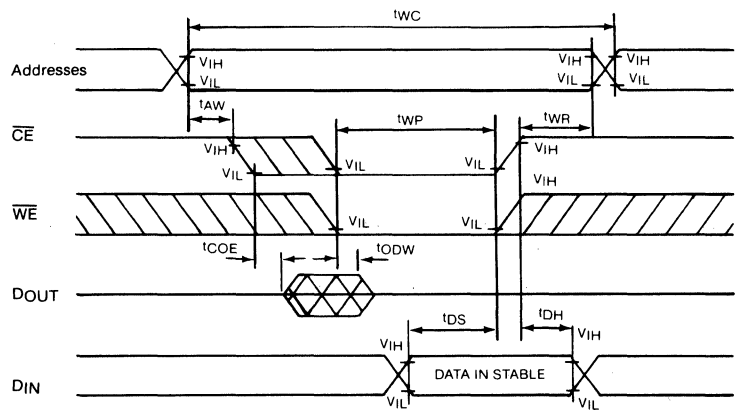 tWC
Addresses
VIH
VIL
VIH
VIL
VIH
VIL
tAW
tWP
tWR
CE
VIH
VIL
VIL
VIL
VIH
WE
VIL
VIL
VIH
tCOE
tODW
DOUT
tDS
tDH
DIN
VIH
VIL
DATA IN STABLE
VIH
VIL